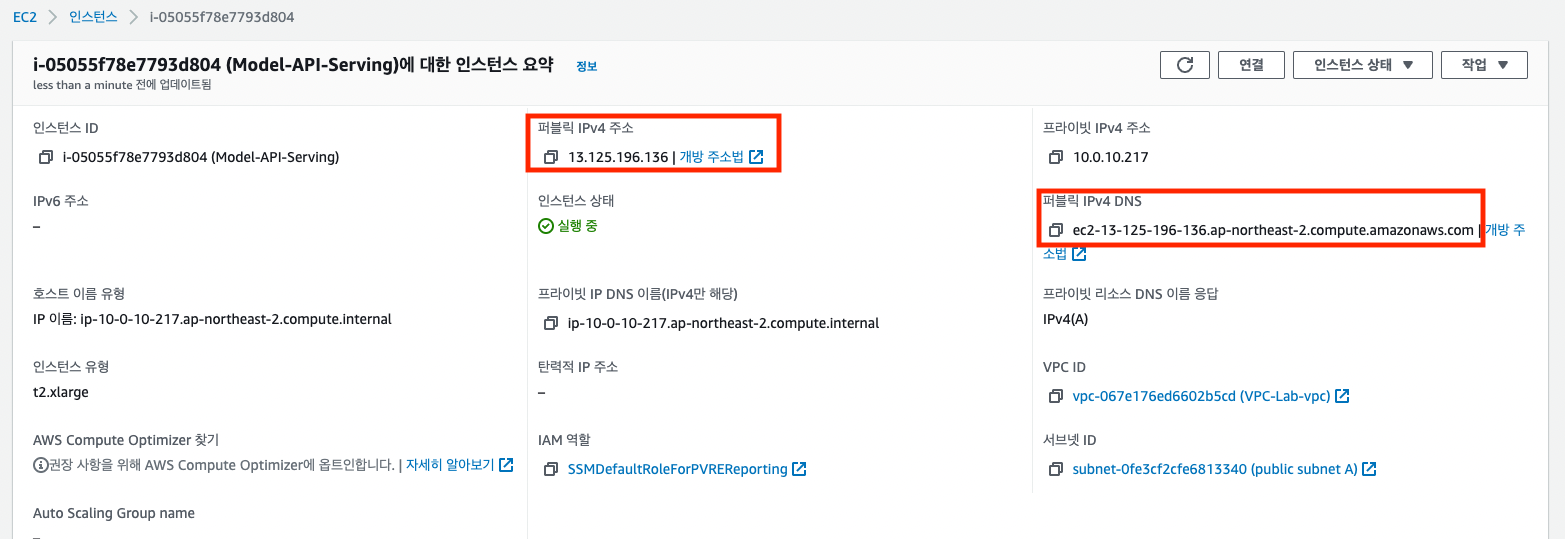 EC2 > 인스턴스 > i-05055f78e7793d804
i-05055f78e7793d804 (Model-API-Serving)에 대한 인스턴스 요약 정보
less than a minute 전에 업데이트됨
연결 인스턴스 상태 ▼ 작업 ▼
인스턴스 ID
i-05055f78e7793d804 (Model-API-Serving)
퍼블릭 IPv4 주소
13.125.196.136 | 개방 주소법
프라이빗 IPv4 주소
10.0.10.217
IPv6 주소
–
인스턴스 상태
실행 중
퍼블릭 IPv4 DNS
ec2-13-125-196-136.ap-northeast-2.compute.amazonaws.com | 개방 주
소법
호스트 이름 유형
IP 이름: ip-10-0-10-217.ap-northeast-2.compute.internal
프라이빗 IP DNS 이름(IPv4만 해당)
ip-10-0-10-217.ap-northeast-2.compute.internal
프라이빗 리소스 DNS 이름 응답
IPv4(A)
인스턴스 유형
t2.xlarge
탄력적 IP 주소
–
VPC ID
vpc-067e176ed6602b5cd (VPC-Lab-vpc)
AWS Compute Optimizer 찾기
권장 사항을 위해 AWS Compute Optimizer에 옵트인합니다. | 자세히 알아보기
IAM 역할
SSMDefaultRoleForPVREReporting
서브넷 ID
subnet-0fe3cf2cfe6813340 (public subnet A)
Auto Scaling Group name
–